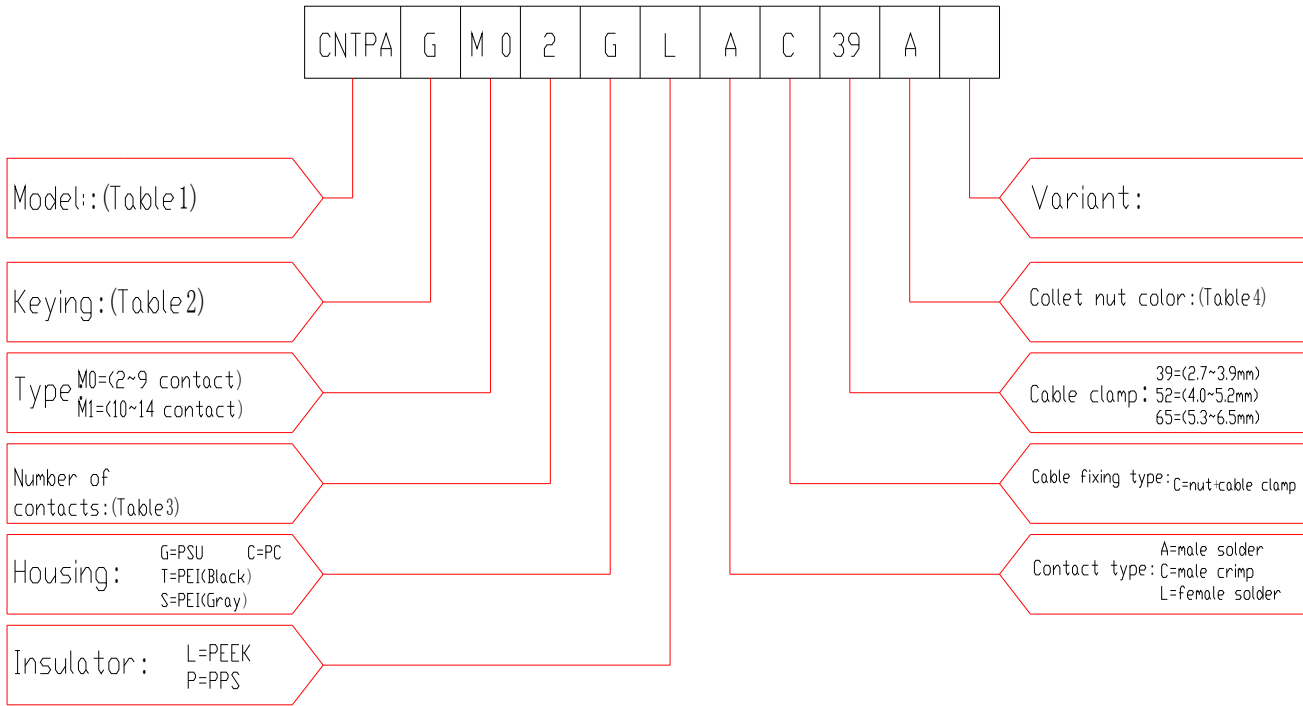 CNTPA G M 0 2 G L A C 39 A
Model::(Table1)
Keying:(Table2)
Type: M0=(2~9 contact)
M1=(10~14 contact)
Number of
contacts:(Table3)
Housing: G=PSU C=PC
T=PEI(Black)
S=PEI(Gray)
Insulator: L=PEEK
P=PPS
Variant:
Collet nut color:(Table4)
Cable clamp: 39=(2.7~3.9mm)
52=(4.0~5.2mm)
65=(5.3~6.5mm)
Cable fixing type: C=nut+cable clamp
Contact type: A=male solder
C=male crimp
L=female solder